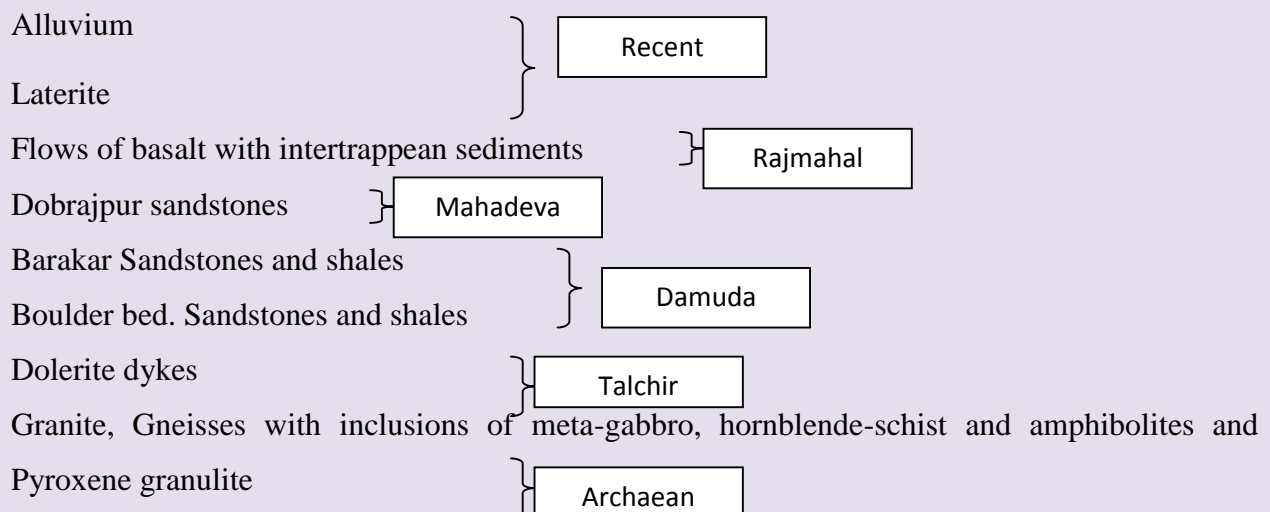 Alluvium
Recent
Laterite
Flows of basalt with intertrappean sediments
Rajmahal
Dobrajpur sandstones
Mahadeva
Barakar Sandstones and shales
Damuda
Boulder bed. Sandstones and shales
Dolerite dykes
Talchir
Granite, Gneisses with inclusions of meta-gabbro, hornblende-schist and amphibolites and
Pyroxene granulite
Archaean